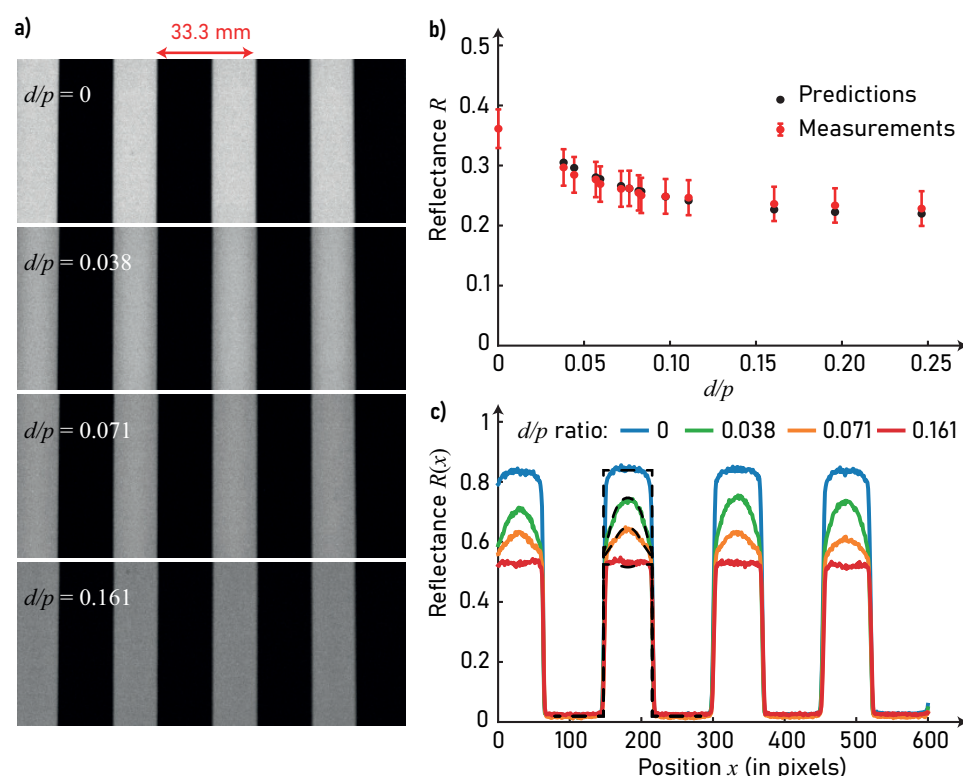 a)
33.3 mm
d/p = 0
d/p = 0.038
d/p = 0.071
d/p = 0.161
b)
Reflectance R
0.5
0.4
0.3
0.2
0.1
0
Predictions
Measurements
0 0.05 0.10 0.15 0.20 0.25
d/p
c)
Reflectance R(x)
1
0.8
0.6
0.4
0.2
0
d/p ratio: 0 0.038 0.071 0.161
0 100 200 300 400 500 600
Position x (in pixels)